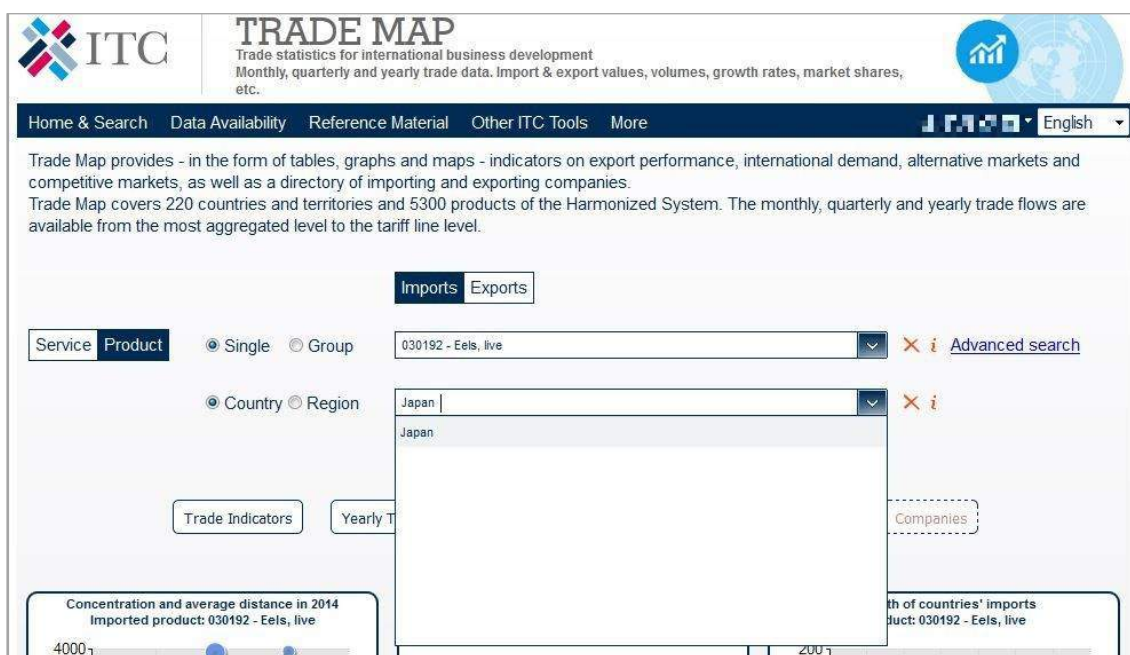 ITC
TRADE MAP
Trade statistics for international business development
Monthly, quarterly and yearly trade data. Import & export values, volumes, growth rates, market shares,
etc.
Home & Search Data Availability Reference Material Other ITC Tools More English
Trade Map provides - in the form of tables, graphs and maps - indicators on export performance, international demand, alternative markets and
competitive markets, as well as a directory of importing and exporting companies.
Trade Map covers 220 countries and territories and 5300 products of the Harmonized System. The monthly, quarterly and yearly trade flows are
available from the most aggregated level to the tariff line level.
Imports Exports
Service Product Single Group 030192 - Eels, live i Advanced search
Country Region Japan i
Japan
Trade Indicators Yearly T Companies
Concentration and average distance in 2014
Imported product: 030192 - Eels, live
th of countries' imports
duct: 030192 - Eels, live
4000
200